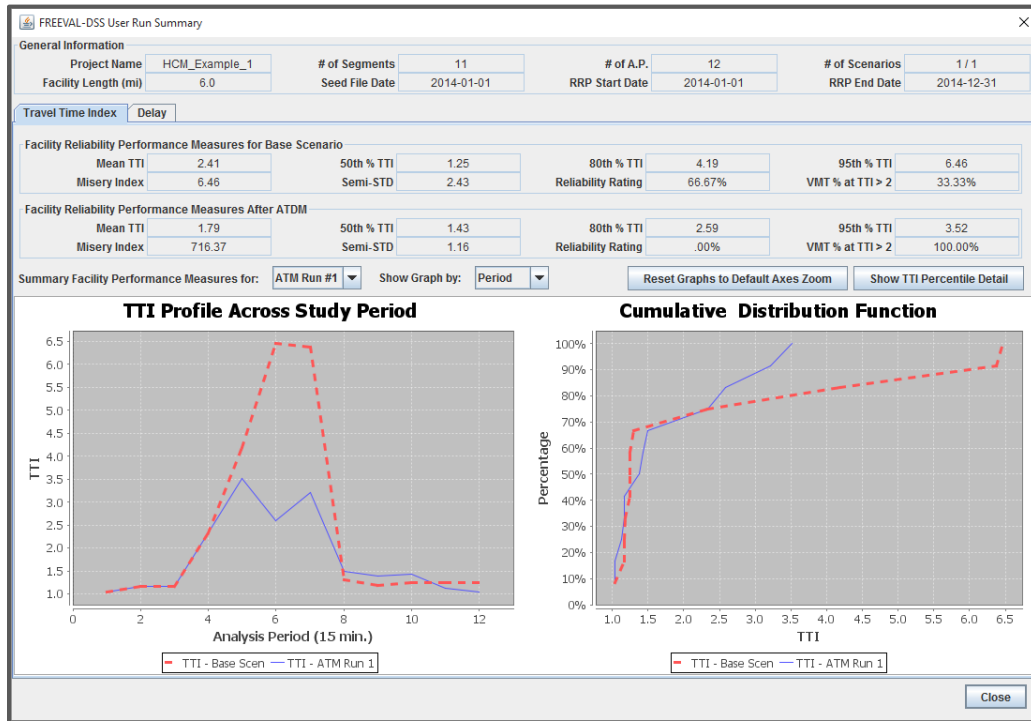 FREEVAL-DSS User Run Summary
General Information
Project Name HCM_Example_1 # of Segments 11 # of A.P. 12 # of Scenarios 1 / 1
Facility Length (mi) 6.0 Seed File Date 2014-01-01 RRP Start Date 2014-01-01 RRP End Date 2014-12-31
Travel Time Index Delay
Facility Reliability Performance Measures for Base Scenario
Mean TTI 2.41 50th % TTI 1.25 80th % TTI 4.19 95th % TTI 6.46
Misery Index 6.46 Semi-STD 2.43 Reliability Rating 66.67% VMT % at TTI > 2 33.33%
Facility Reliability Performance Measures After ATDM
Mean TTI 1.79 50th % TTI 1.43 80th % TTI 2.59 95th % TTI 3.52
Misery Index 716.37 Semi-STD 1.16 Reliability Rating .00% VMT % at TTI > 2 100.00%
Summary Facility Performance Measures for: ATM Run #1 Show Graph by: Period Reset Graphs to Default Axes Zoom Show TTI Percentile Detail
TTI Profile Across Study Period
6.5
6.0
5.5
5.0
4.5
4.0
3.5
3.0
2.5
2.0
1.5
1.0
TTI
0 2 4 6 8 10 12
Analysis Period (15 min.)
TTI - Base Scen TTI - ATM Run 1
Cumulative Distribution Function
100%
90%
80%
70%
60%
50%
40%
30%
20%
10%
0%
Percentage
1.0 1.5 2.0 2.5 3.0 3.5 4.0 4.5 5.0 5.5 6.0 6.5
TTI
TTI - Base Scen TTI - ATM Run 1
Close